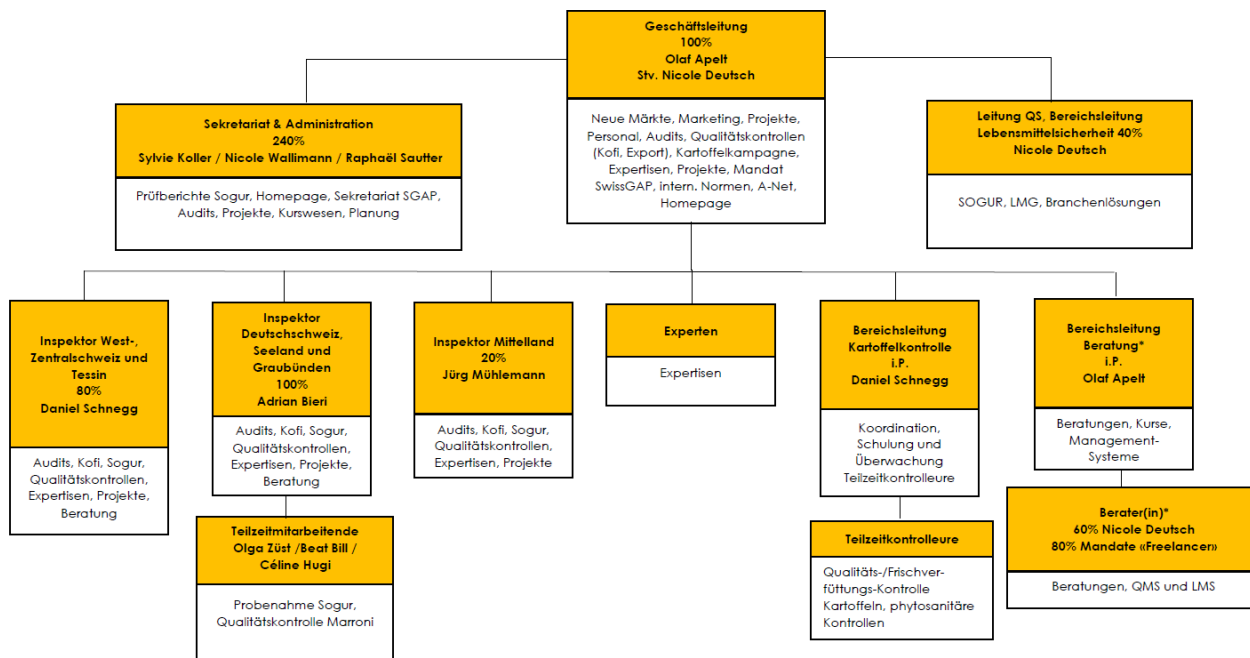 Geschäftsleitung
100%
Olaf Apelt
Stv. Nicole Deutsch
Neue Märkte, Marketing, Projekte,
Personal, Audits, Qualitätskontrollen
(Kofi, Export), Kartoffelkampagne,
Expertisen, Projekte, Mandat
SwissGAP, intern. Normen, A-Net,
Homepage
Sekretariat & Administration
240%
Sylvie Koller / Nicole Wallimann / Raphaël Sautter
Prüfberichte Sogur, Homepage, Sekretariat SGAP,
Audits, Projekte, Kurswesen, Planung
Leitung QS, Bereichsleitung
Lebensmittelsicherheit 40%
Nicole Deutsch
SOGUR, LMG, Branchenlösungen
Inspektor West-,
Zentralschweiz und
Tessin
80%
Daniel Schnegg
Audits, Kofi, Sogur,
Qualitätskontrollen,
Expertisen, Projekte,
Beratung
Inspektor
Deutschschweiz,
Seeland und
Graubünden
100%
Adrian Bieri
Audits, Kofi, Sogur,
Qualitätskontrollen,
Expertisen, Projekte,
Beratung
Teilzeitmitarbeitende
Olga Züst /Beat Bill /
Céline Hugi
Probenahme Sogur,
Qualitätskontrolle Marroni
Inspektor Mittelland
20%
Jürg Mühlemann
Audits, Kofi, Sogur,
Qualitätskontrollen,
Expertisen, Projekte
Experten
Expertisen
Bereichsleitung
Kartoffelkontrolle
i.P.
Daniel Schnegg
Koordination,
Schulung und
Überwachung
Teilzeitkontrolleure
Teilzeitkontrolleure
Qualitäts-/Frischver-
füttungs-Kontrolle
Kartoffeln, phytosanitäre
Kontrollen
Bereichsleitung
Beratung*
i.P.
Olaf Apelt
Beratungen, Kurse,
Management-
Systeme
Berater(in)*
60% Nicole Deutsch
80% Mandate «Freelancer»
Beratungen, QMS und LMS